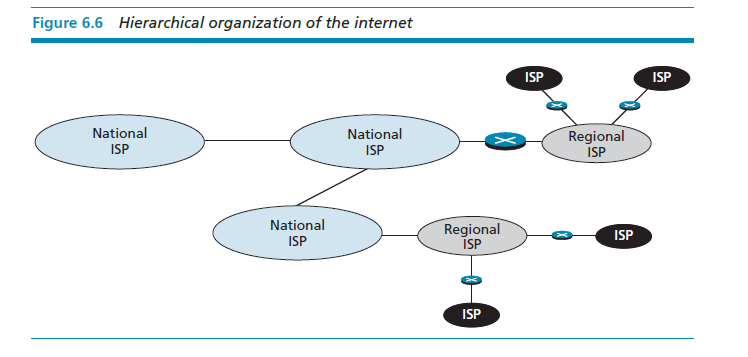 Figure 6.6 Hierarchical organization of the internet
ISP
ISP
National
ISP
National
ISP
Regional
ISP
National
ISP
Regional
ISP
ISP
ISP